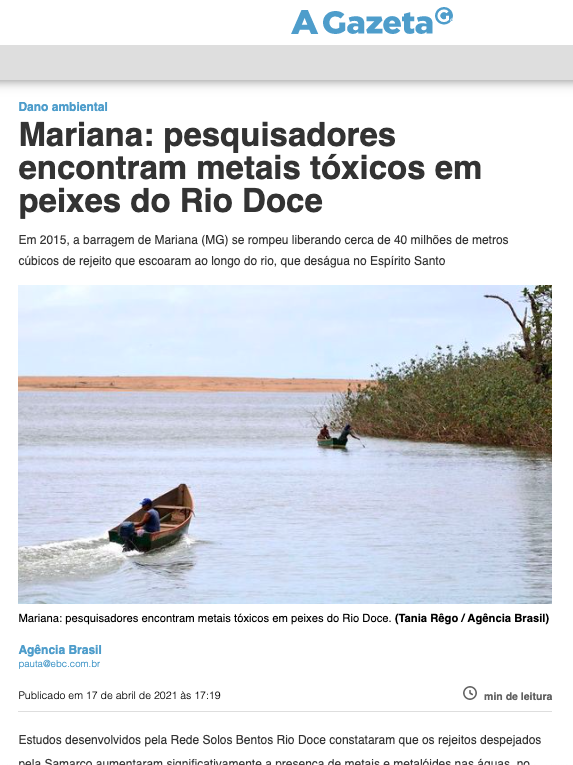 A Gazeta
Dano ambiental
Mariana: pesquisadores
encontram metais tóxicos em
peixes do Rio Doce
Em 2015, a barragem de Mariana (MG) se rompeu liberando cerca de 40 milhões de metros
cúbicos de rejeito que escoaram ao longo do rio, que deságua no Espírito Santo
Mariana: pesquisadores encontram metais tóxicos em peixes do Rio Doce. (Tania Rêgo / Agência Brasil)
Agência Brasil
pauta@ebc.com.br
Publicado em 17 de abril de 2021 às 17:19
min de leitura
Estudos desenvolvidos pela Rede Solos Bentos Rio Doce constataram que os rejeitos despejados
pela Samarco aumentaram significativamente a presença de metais e metalóides nas águas, no